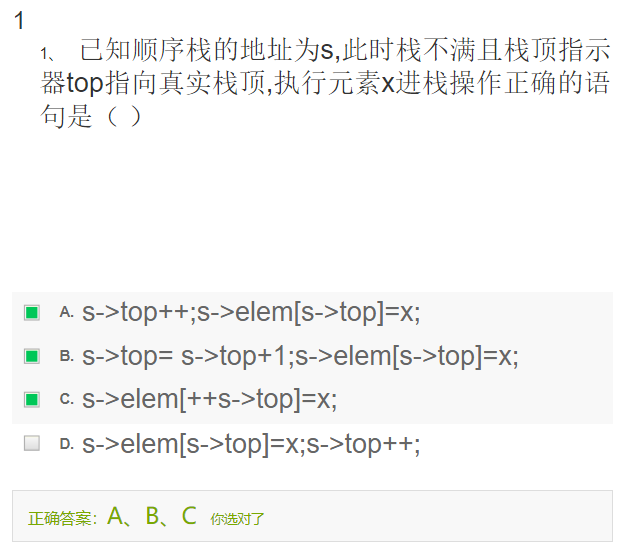 1
1、 已知顺序栈的地址为s,此时栈不满且栈顶指示
器top指向真实栈顶,执行元素x进栈操作正确的语
句是（ ）
A. s->top++;s->elem[s->top]=x;
B. s->top= s->top+1;s->elem[s->top]=x;
C. s->elem[++s->top]=x;
D. s->elem[s->top]=x;s->top++;
正确答案：A、B、C 你选对了